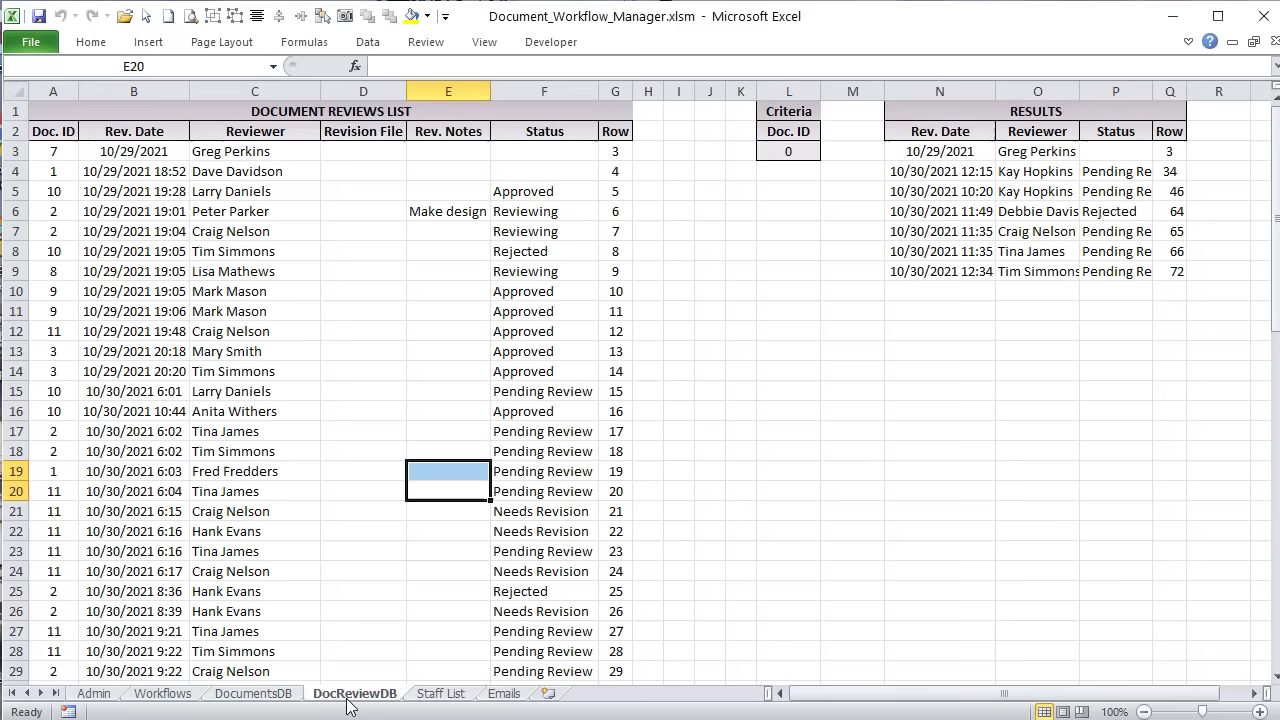 Document_Workflow_Manager.xlsm - Microsoft Excel
File Home Insert Page Layout Formulas Data Review View Developer
E20 fx
A B C D E F G H I J K L M N O P Q R
1 DOCUMENT REVIEWS LIST Criteria RESULTS
2 Doc. ID Rev. Date Reviewer Revision File Rev. Notes Status Row Doc. ID Rev. Date Reviewer Status Row
3 7 10/29/2021 Greg Perkins 3 0 10/29/2021 Greg Perkins 3
4 1 10/29/2021 18:52 Dave Davidson 4 10/30/2021 12:15 Kay Hopkins Pending Re 34
5 10 10/29/2021 19:28 Larry Daniels Approved 5 10/30/2021 10:20 Kay Hopkins Pending Re 46
6 2 10/29/2021 19:01 Peter Parker Make design Reviewing 6 10/30/2021 11:49 Debbie Davis Rejected 64
7 2 10/29/2021 19:04 Craig Nelson Reviewing 7 10/30/2021 11:35 Craig Nelson Pending Re 65
8 10 10/29/2021 19:05 Tim Simmons Rejected 8 10/30/2021 11:35 Tina James Pending Re 66
9 8 10/29/2021 19:05 Lisa Mathews Reviewing 9 10/30/2021 12:34 Tim Simmons Pending Re 72
10 9 10/29/2021 19:05 Mark Mason Approved 10
11 9 10/29/2021 19:06 Mark Mason Approved 11
12 11 10/29/2021 19:48 Craig Nelson Approved 12
13 3 10/29/2021 20:18 Mary Smith Approved 13
14 3 10/29/2021 20:20 Tim Simmons Approved 14
15 10 10/30/2021 6:01 Larry Daniels Pending Review 15
16 10 10/30/2021 10:44 Anita Withers Approved 16
17 2 10/30/2021 6:02 Tina James Pending Review 17
18 2 10/30/2021 6:02 Tim Simmons Pending Review 18
19 1 10/30/2021 6:03 Fred Fredders Pending Review 19
20 11 10/30/2021 6:04 Tina James Pending Review 20
21 11 10/30/2021 6:15 Craig Nelson Needs Revision 21
22 11 10/30/2021 6:16 Hank Evans Needs Revision 22
23 11 10/30/2021 6:16 Tina James Pending Review 23
24 11 10/30/2021 6:17 Craig Nelson Needs Revision 24
25 2 10/30/2021 8:36 Hank Evans Rejected 25
26 2 10/30/2021 8:39 Hank Evans Needs Revision 26
27 11 10/30/2021 9:21 Tina James Pending Review 27
28 11 10/30/2021 9:22 Tim Simmons Pending Review 28
29 2 10/30/2021 9:22 Craig Nelson Pending Review 29
Admin Workflows DocumentsDB DocReviewDB Staff List Emails
Ready 100%